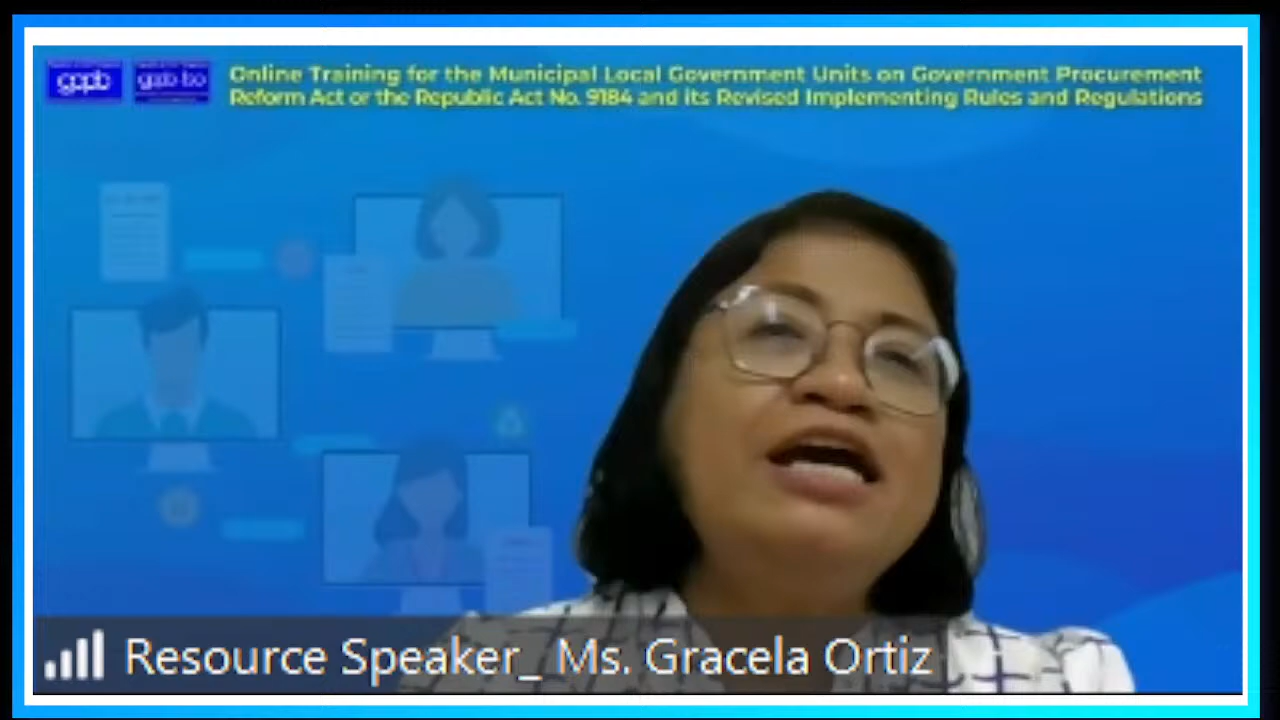 gppb
gppb tso
Online Training for the Municipal Local Government Units on Government Procurement
Reform Act or the Republic Act No. 9184 and its Revised Implementing Rules and Regulations
Resource Speaker_ Ms. Gracela Ortiz